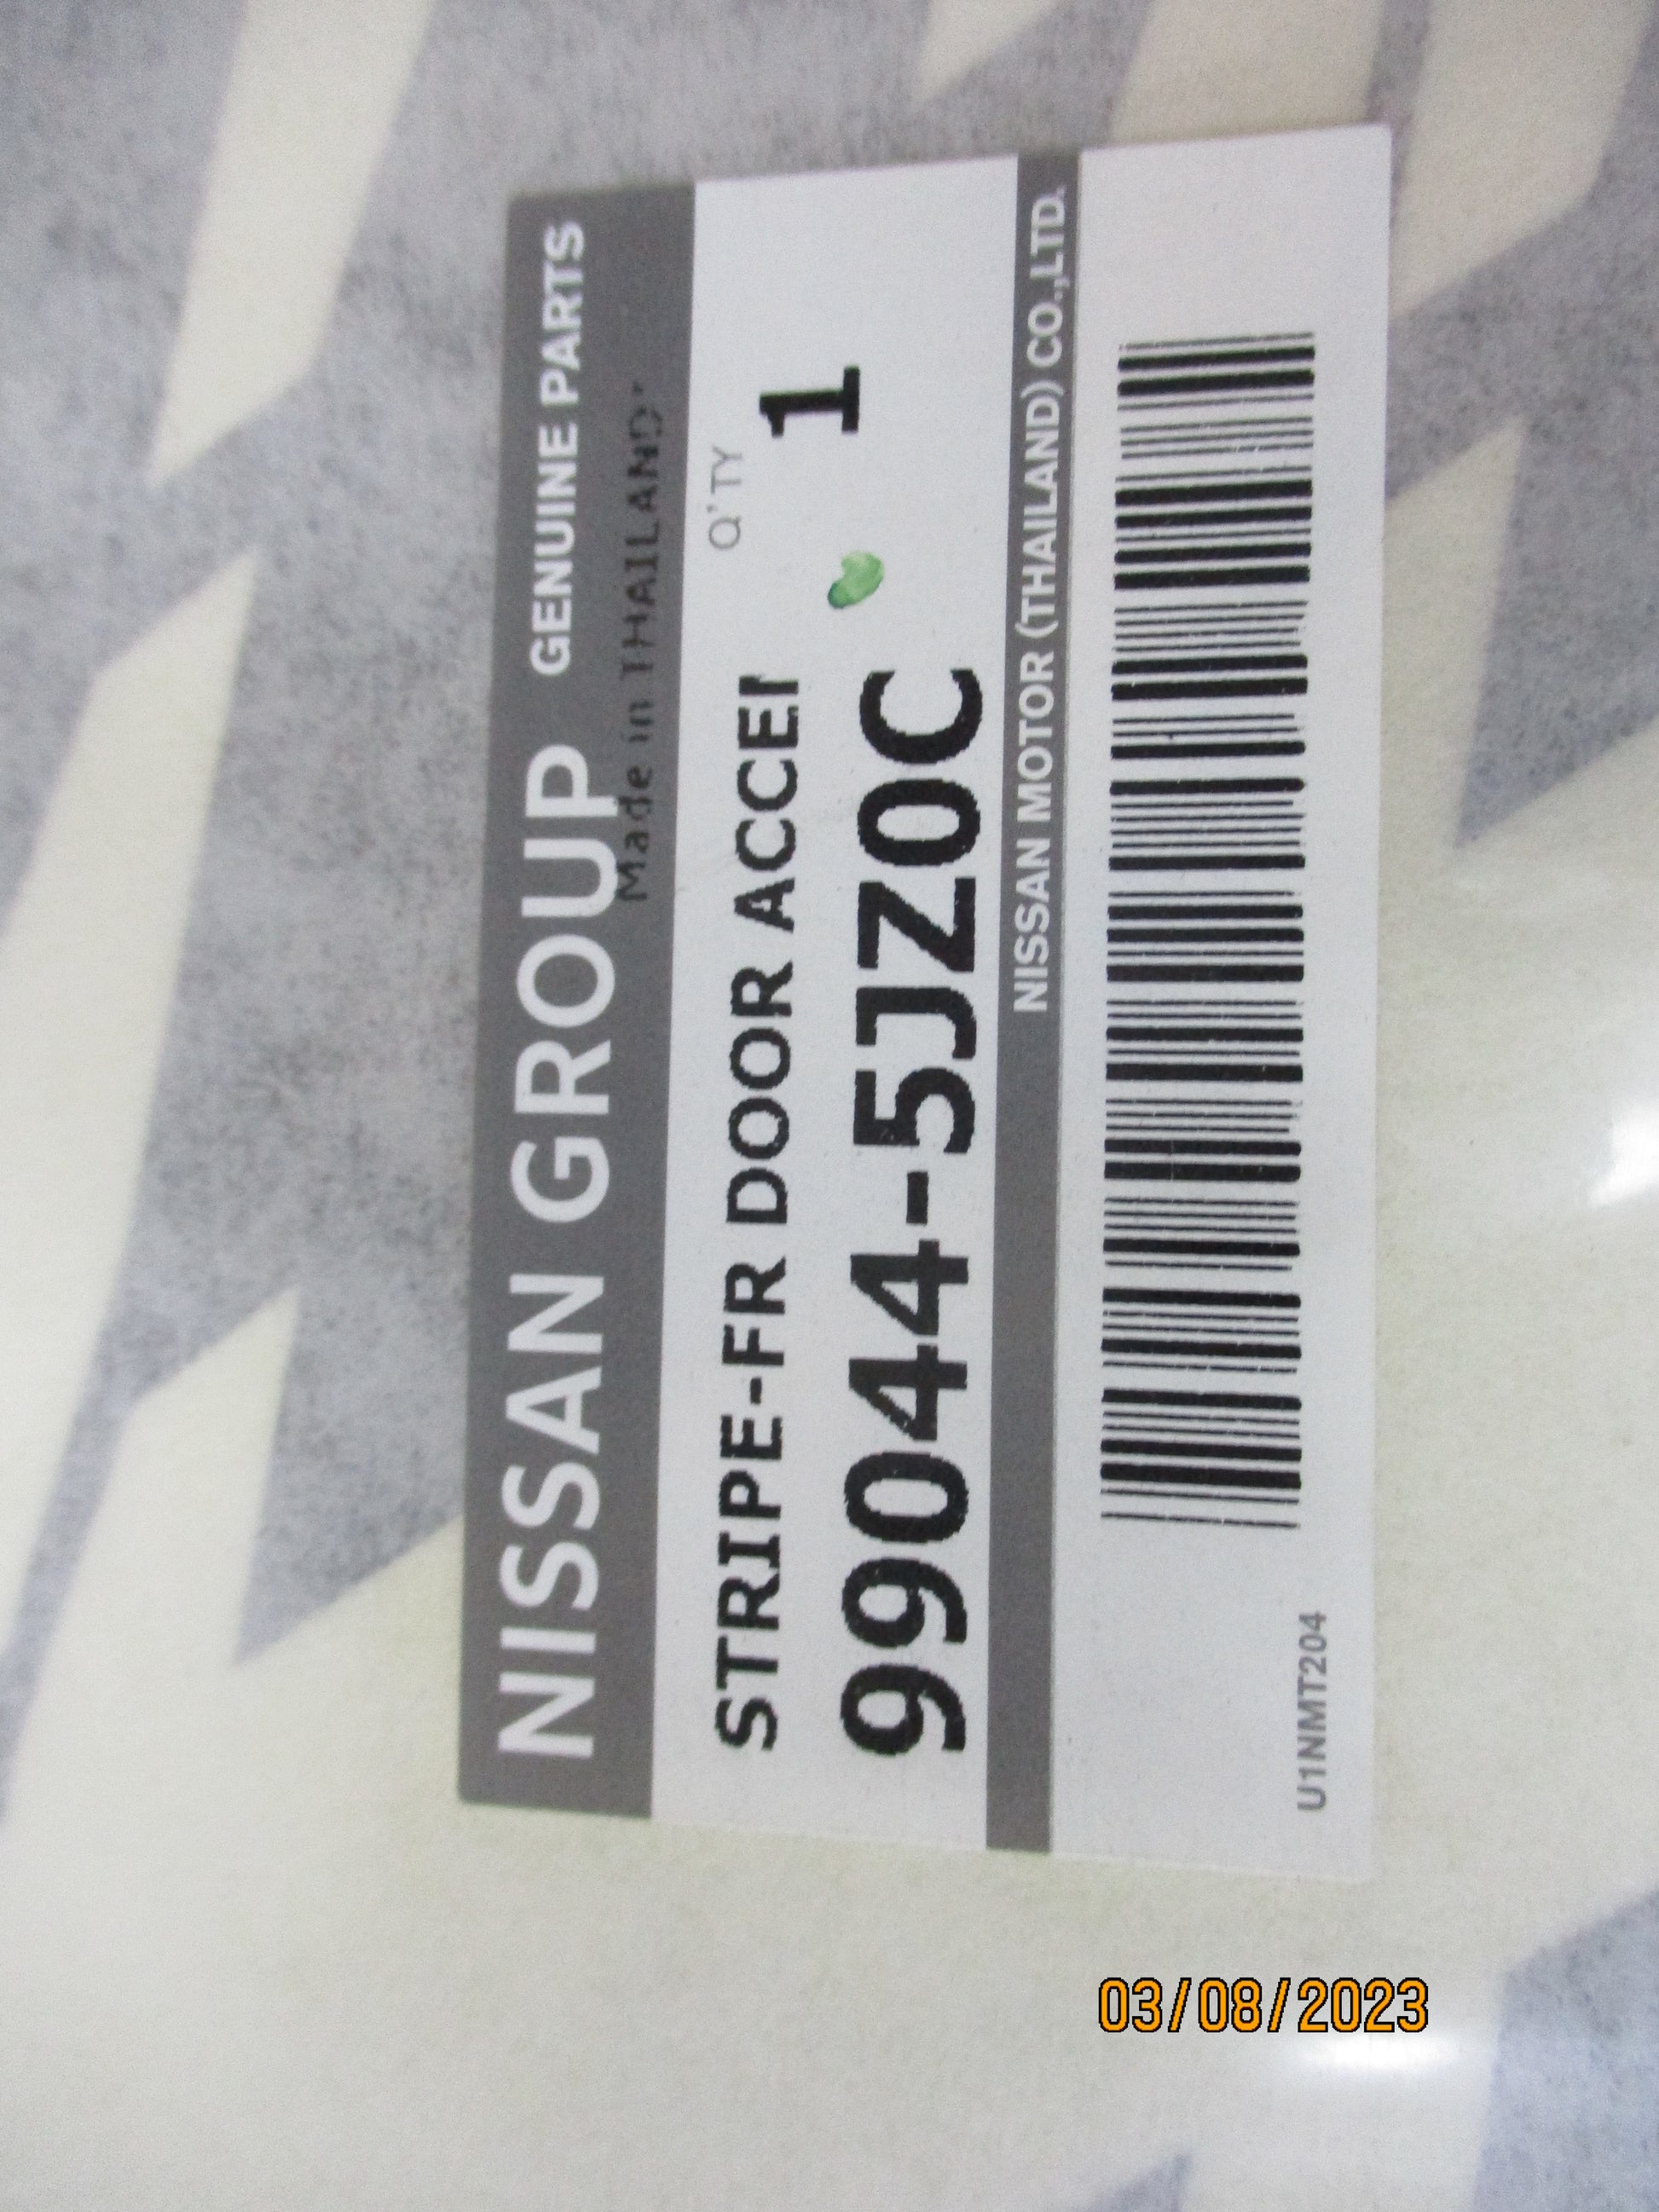 NISSAN GROUP GENUINE PARTS
Made in THAILAND"
Q'TY
STRIPE-FR DOOR
1
99044-5JZ0C
NISSAN MOTOR (THAILAND) CO.,LTD.
U1NMT204
03/08/2023